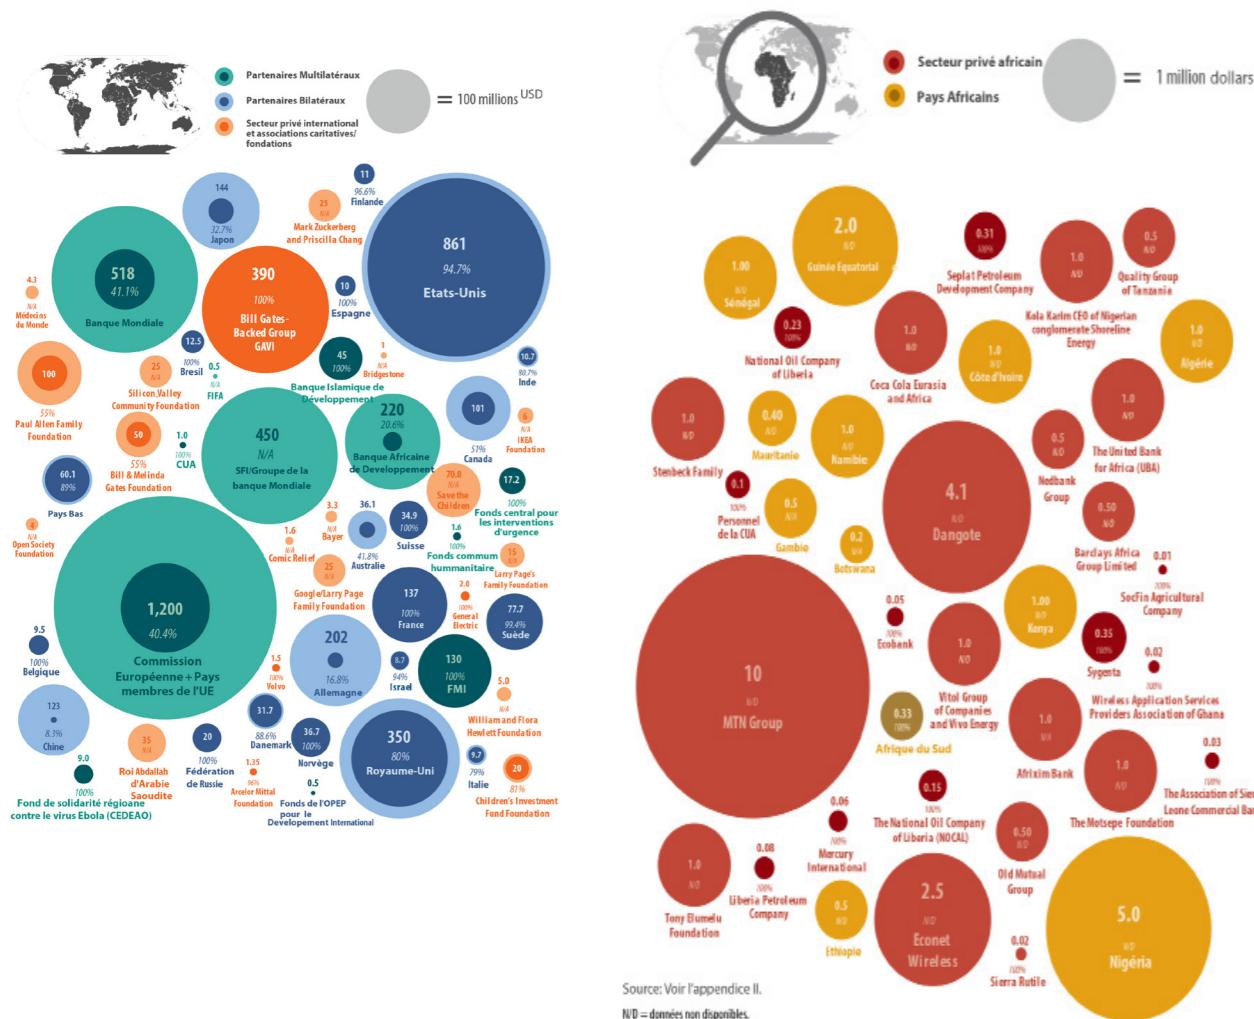 Partenaires Multilatéraux
Partenaires Bilatéraux
Secteur privé international
et associations caritatives/
fondations
= 100 millions USD
144
32.7%
Japon
11
96.6%
Finlande
25
N/A
Mark Zuckerberg
and Priscilla Chang
861
94.7%
Etats-Unis
518
41.1%
Banque Mondiale
390
100%
Bill Gates-
Backed Group
GAVI
4.3
N/A
Médecins
du Monde
10
100%
Espagne
12.5
100%
Bresil
45
100%
Banque Islamique de
Développement
1
N/A
Bridgestone
10.7
80.7%
Inde
100
55%
Paul Allen Family
Foundation
25
N/A
Silicon,Valley
Community Foundation
0.5
N/A
FIFA
220
20.6%
Banque Africaine
de Developpement
101
51%
Canada
6
N/A
IKEA
Foundation
50
55%
Bill & Melinda
Gates Foundation
1.0
100%
CUA
450
N/A
SFI/Groupe de la
banque Mondiale
60.1
89%
Pays Bas
70.8
N/A
Save the
Children
17.2
100%
Fonds central pour
les interventions
d'urgence
4
N/A
Open Society
Foundation
3.3
N/A
Bayer
36.1
41.8%
Australie
34.9
100%
Suisse
1.6
100%
Fonds commun
hummanitaire
1.6
N/A
Comic Relief
15
N/A
Larry Page's
Family Foundation
25
N/A
Google/Larry Page
Family Foundation
1,200
40.4%
Commission
Européenne + Pays
membres de l'UE
137
100%
France
2.0
100%
General
Electric
77.7
99.4%
Suède
9.5
100%
Belgique
202
16.8%
Allemagne
8.7
94%
Israel
130
100%
FMI
1.5
100%
Volvo
5.0
N/A
William and Flora
Hewlett Foundation
123
8.3%
Chine
35
N/A
Roi Abdallah
d'Arabie
Saoudite
20
100%
Fédération
de Russie
31.7
88.6%
Danemark
36.7
100%
Norvège
350
80%
Royaume-Uni
9.7
79%
Italie
20
81%
Children's Investment
Fund Foundation
9.0
100%
Fond de solidarité régioane
contre le virus Ebola (CEDEAO)
1.35
96%
Arcelor Mittal
Foundation
0.5
Fonds de l'OPEP
pour le
Developement International
Secteur privé africain
Pays Africains
= 1 million dollars
2.0
N/D
Guinée Equatorial
0.31
100%
Seplat Petroleum
Development Company
1.0
N/D
Kola Karim CEO of Nigerian
conglomerate Shoreline
Energy
0.5
N/D
Quality Group
of Tanzania
1.00
N/D
Sénégal
0.23
100%
National Oil Company
of Liberia
1.0
N/D
Coca Cola Eurasia
and Africa
1.0
N/D
Côte d'Ivoire
1.0
N/D
Algérie
1.0
N/D
Stenbeck Family
0.40
N/D
Mauritanie
1.0
N/D
Namibie
0.5
N/D
Nedbank
Group
1.0
N/D
The United Bank
for Africa (UBA)
0.1
100%
Personnel
de la CUA
0.5
N/A
Gambie
4.1
N/D
Dangote
0.50
N/D
Barclays Africa
Group Limited
0.2
N/A
Botswana
0.01
100%
SocFin Agricultural
Company
10
N/D
MTN Group
0.05
100%
Ecobank
1.0
N/D
Vitol Group
of Companies
and Vivo Energy
1.00
N/D
Kenya
0.35
100%
Sygenta
0.02
100%
Wireless Application Services
Providers Association of Ghana
0.33
100%
Afrique du Sud
1.0
N/A
Afrixim Bank
1.0
N/D
The Motsepe Foundation
0.03
100%
The Association of Sier
Leone Commercial Ban
0.15
100%
The National Oil Company
of Liberia (NOCAL)
0.06
100%
Mercury
International
0.50
N/D
Old Mutual
Group
1.0
N/D
Tony Elumelu
Foundation
0.08
100%
Liberia Petroleum
Company
0.5
N/D
Ethiopie
2.5
N/D
Econet
Wireless
0.02
100%
Sierra Rutile
5.0
N/D
Nigéria
Source: Voir l'appendice II.
N/D = données non disponibles.